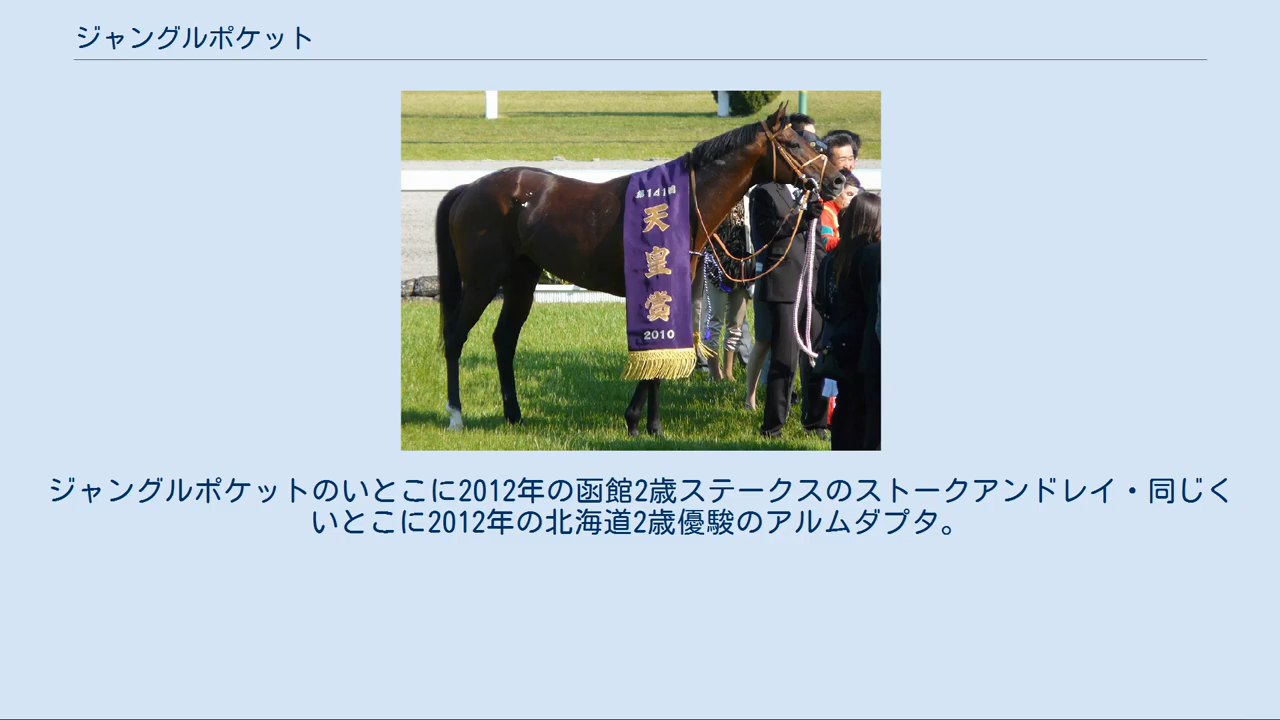 ジャングルポケット
第141回
天
皇
賞
2010
ジャングルポケットのいとこに2012年の函館2歳ステークスのストークアンドレイ・同じく
いとこに2012年の北海道2歳優駿のアルムダプタ。